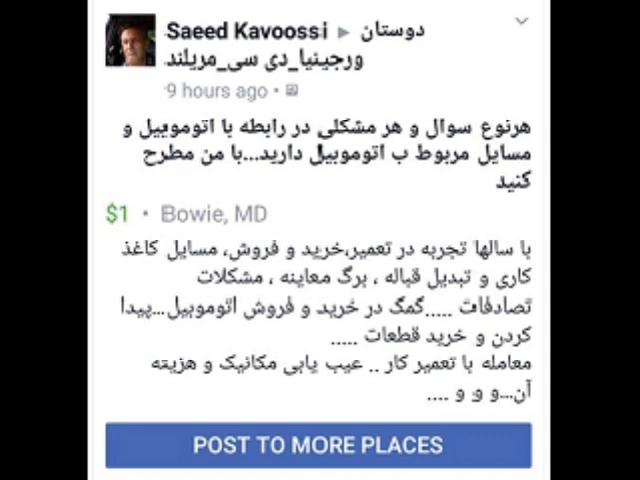 Saeed Kavoossi ▸ دوستان
ورجینیا_دی سی_مریلند
9 hours ago •
هرنوع سوال و هر مشکلی در رابطه با اتوموبیل و
مسایل مربوط ب اتوموبیل دارید...با من مطرح
کنید
$1 • Bowie, MD
با سالها تجربه در تعمیر،خرید و فروش، مسایل کاغذ
کاری و تبدیل قباله ، برگ معاینه ، مشکلات
تصادفات .....گمگ در خرید و فروش اتوموبیل...پیدا
کردن و خرید قطعات .....
معامله با تعمیر کار .. عیب یابی مکانیک و هزیته
آن...و و و ....
POST TO MORE PLACES